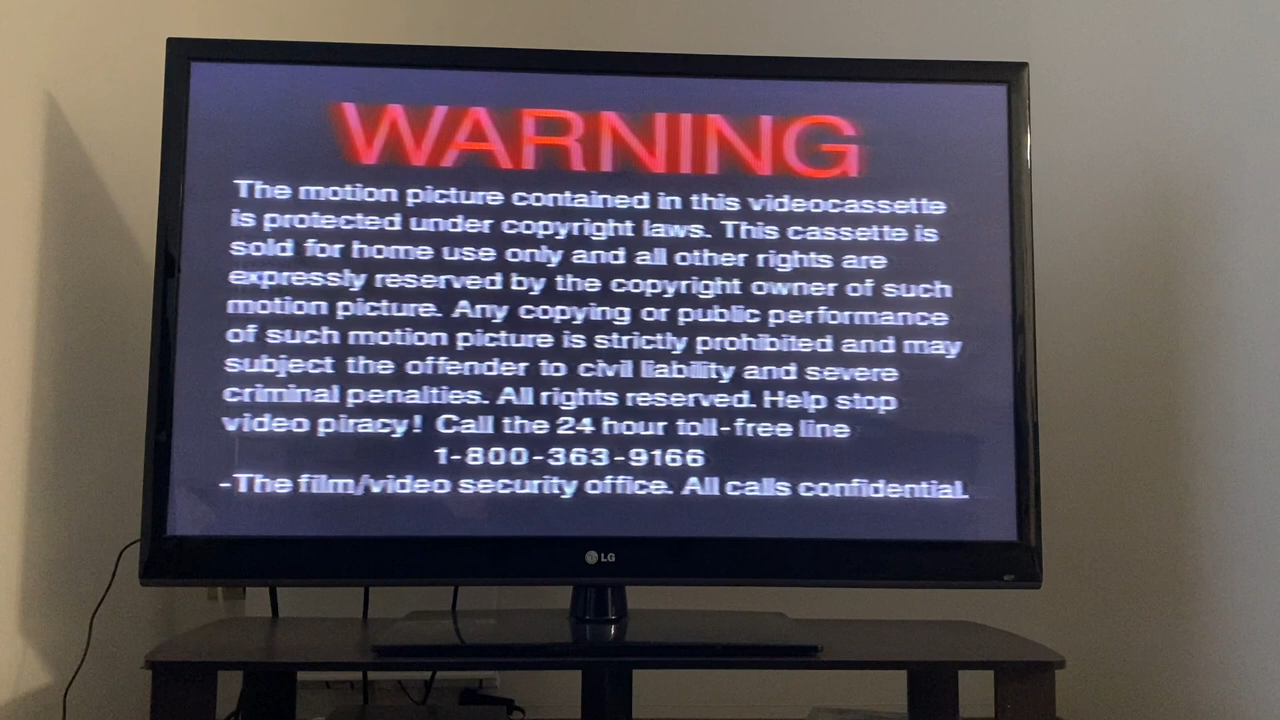 WARNING
The motion picture contained in this videocassette
is protected under copyright laws. This cassette is
sold for home use only and all other rights are
expressly reserved by the copyright owner of such
motion picture. Any copying or public performance
of such motion picture is strictly prohibited and may
subject the offender to civil liability and severe
criminal penalties. All rights reserved. Help stop
video piracy! Call the 24 hour toll-free line
1-800-363-9166
-The film/video security office. All calls confidential.
LG